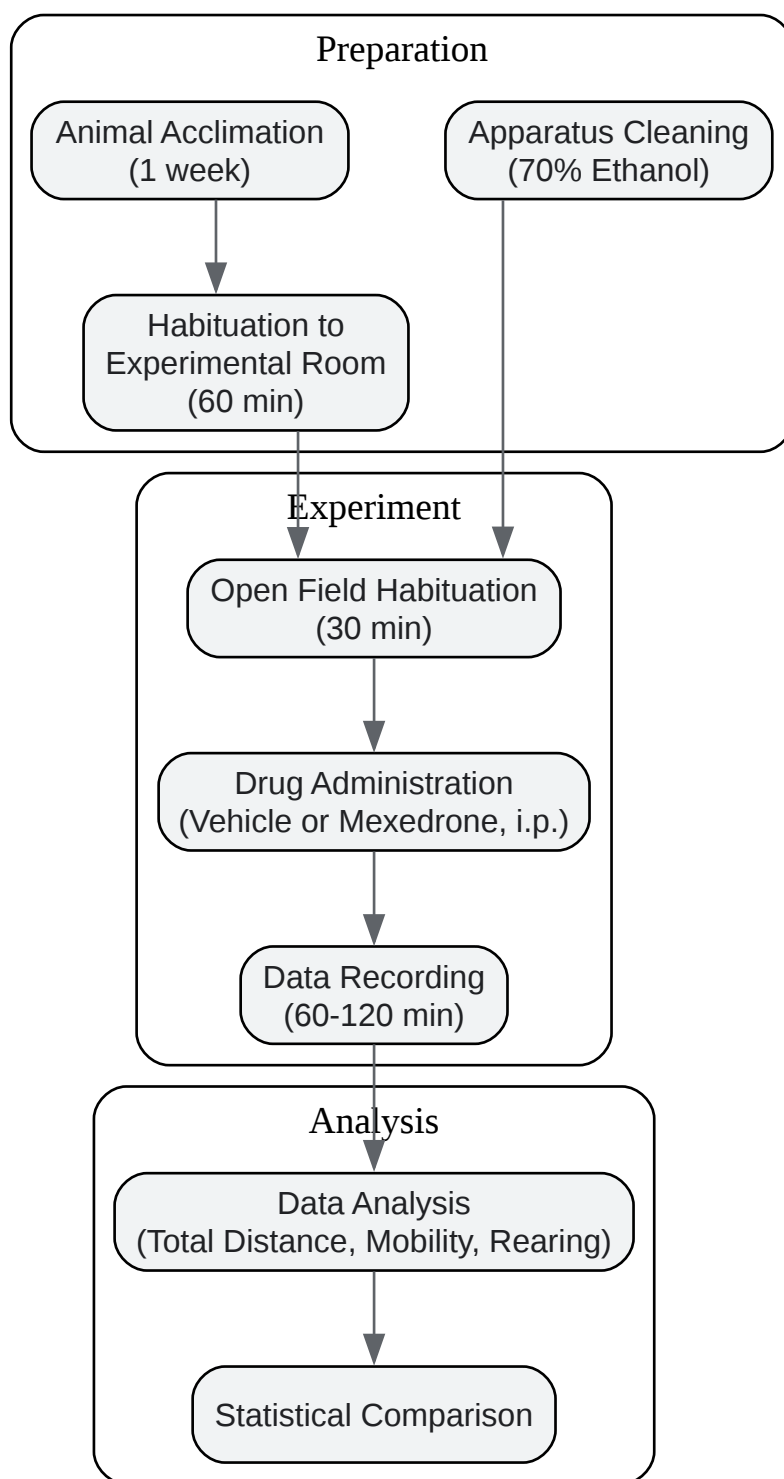 Preparation
Animal Acclimation
(1 week)
Apparatus Cleaning
(70% Ethanol)
Habituation to
Experimental Room
(60 min)
Experiment
Open Field Habituation
(30 min)
Drug Administration
(Vehicle or Mexedrone, i.p.)
Data Recording
(60-120 min)
Analysis
Data Analysis
(Total Distance, Mobility, Rearing)
Statistical Comparison